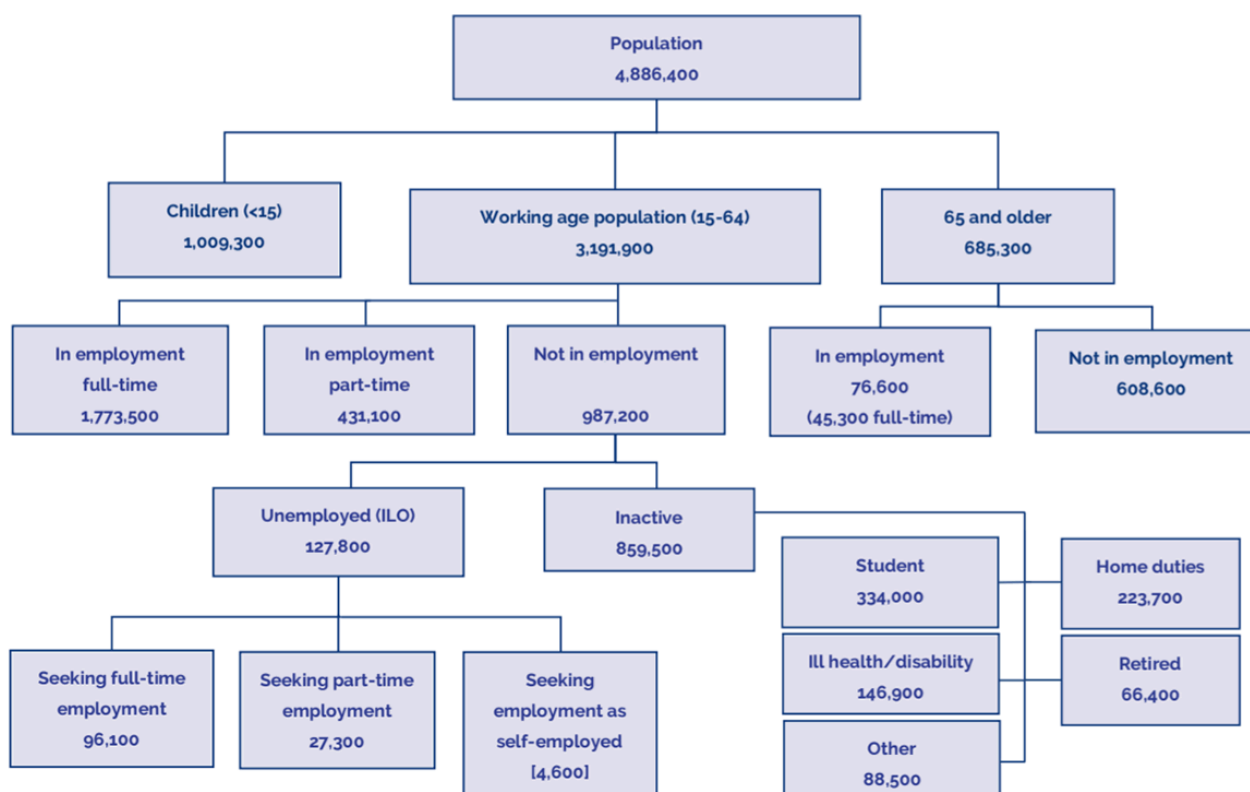 Population
4,886,400
Children (<15)
1,009,300
Working age population (15-64)
3,191,900
65 and older
685,300
In employment
full-time
1,773,500
In employment
part-time
431,100
Not in employment
987,200
In employment
76,600
(45,300 full-time)
Not in employment
608,600
Unemployed (ILO)
127,800
Inactive
859,500
Student
334,000
Home duties
223,700
Ill health/disability
146,900
Retired
66,400
Other
88,500
Seeking full-time
employment
96,100
Seeking part-time
employment
27,300
Seeking
employment as
self-employed
[4,600]